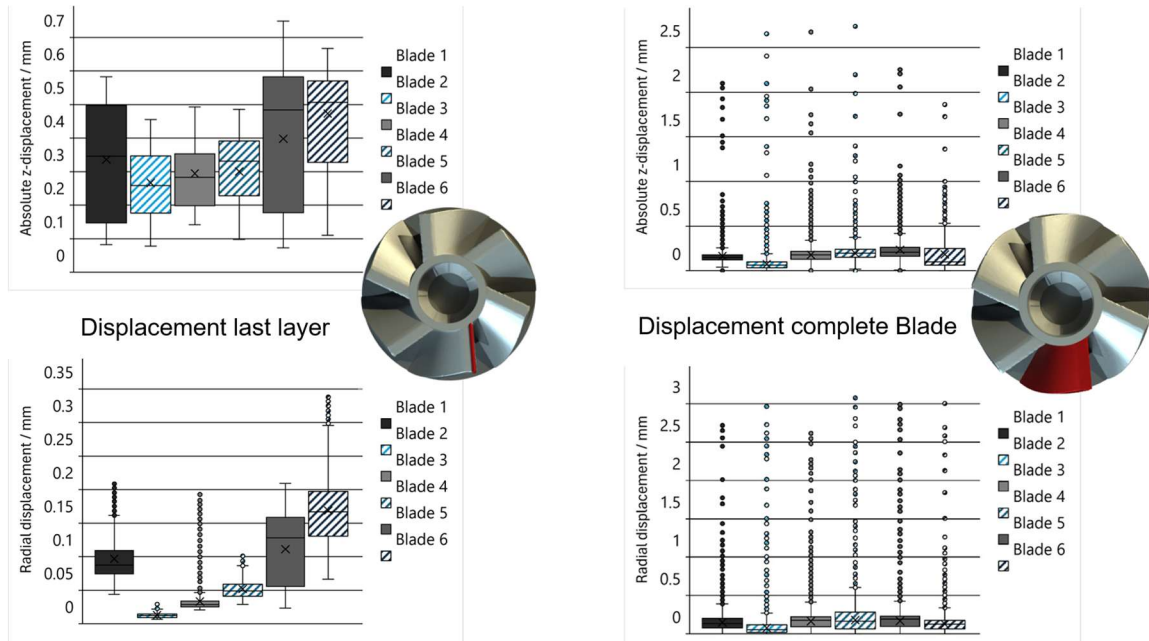 0.7
0.6
0.5
0.4
0.3
0.2
0.1
0
Absolute z-displacement / mm
Blade 1
Blade 2
Blade 3
Blade 4
Blade 5
Blade 6
2.5
2
1.5
1
0.5
0
Absolute z-displacement / mm
Blade 1
Blade 2
Blade 3
Blade 4
Blade 5
Blade 6
Displacement last layer
Displacement complete Blade
0.35
0.3
0.25
0.2
0.15
0.1
0.05
0
Radial displacement / mm
Blade 1
Blade 2
Blade 3
Blade 4
Blade 5
Blade 6
3
2.5
2
1.5
1
0.5
0
Radial displacement / mm
Blade 1
Blade 2
Blade 3
Blade 4
Blade 5
Blade 6